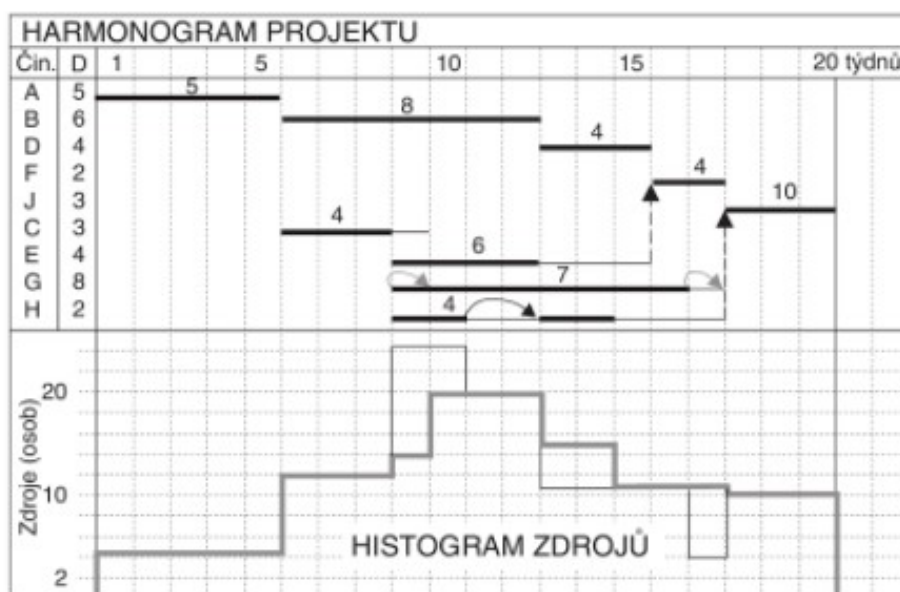 HARMONOGRAM PROJEKTU
Čin. D 1 5 10 15 20 týdnů
A 5 5
B 6 8
D 4 4
F 2 4
J 3 10
C 3 4
E 4 6
G 8 7
H 2 4
Zdroje (osob)
20
10
2
HISTOGRAM ZDROJŮ